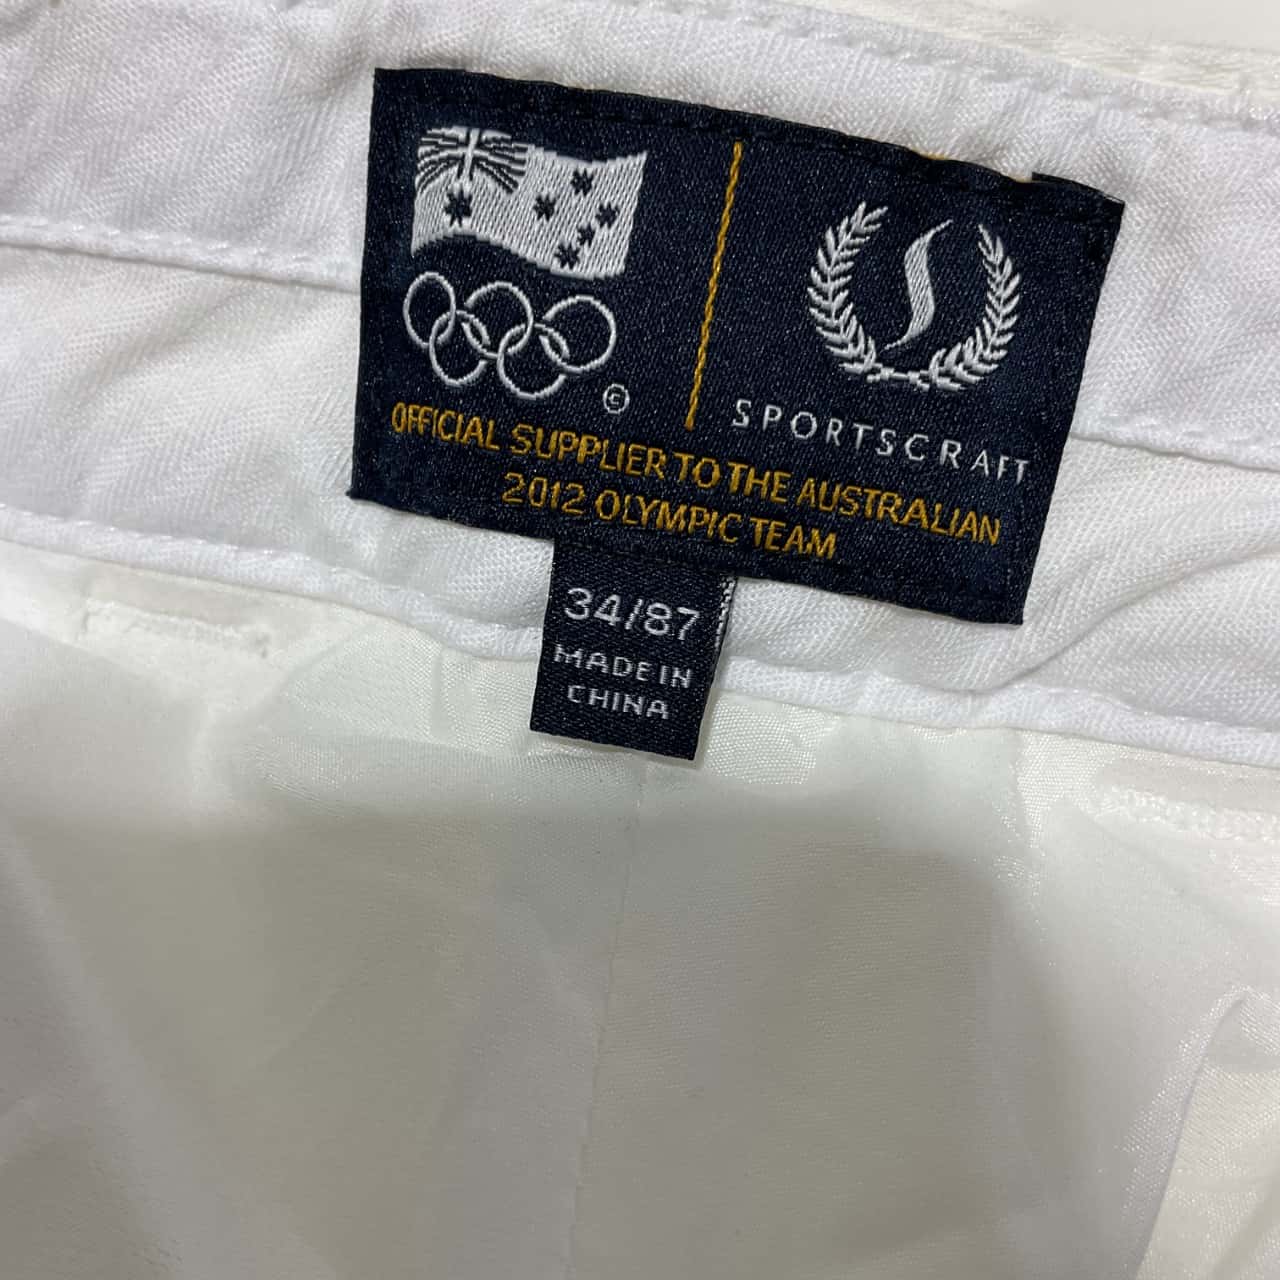 ©
SPORTSCRAFT
OFFICIAL SUPPLIER TO THE AUSTRALIAN
2012 OLYMPIC TEAM
34/87
MADE IN
CHINA